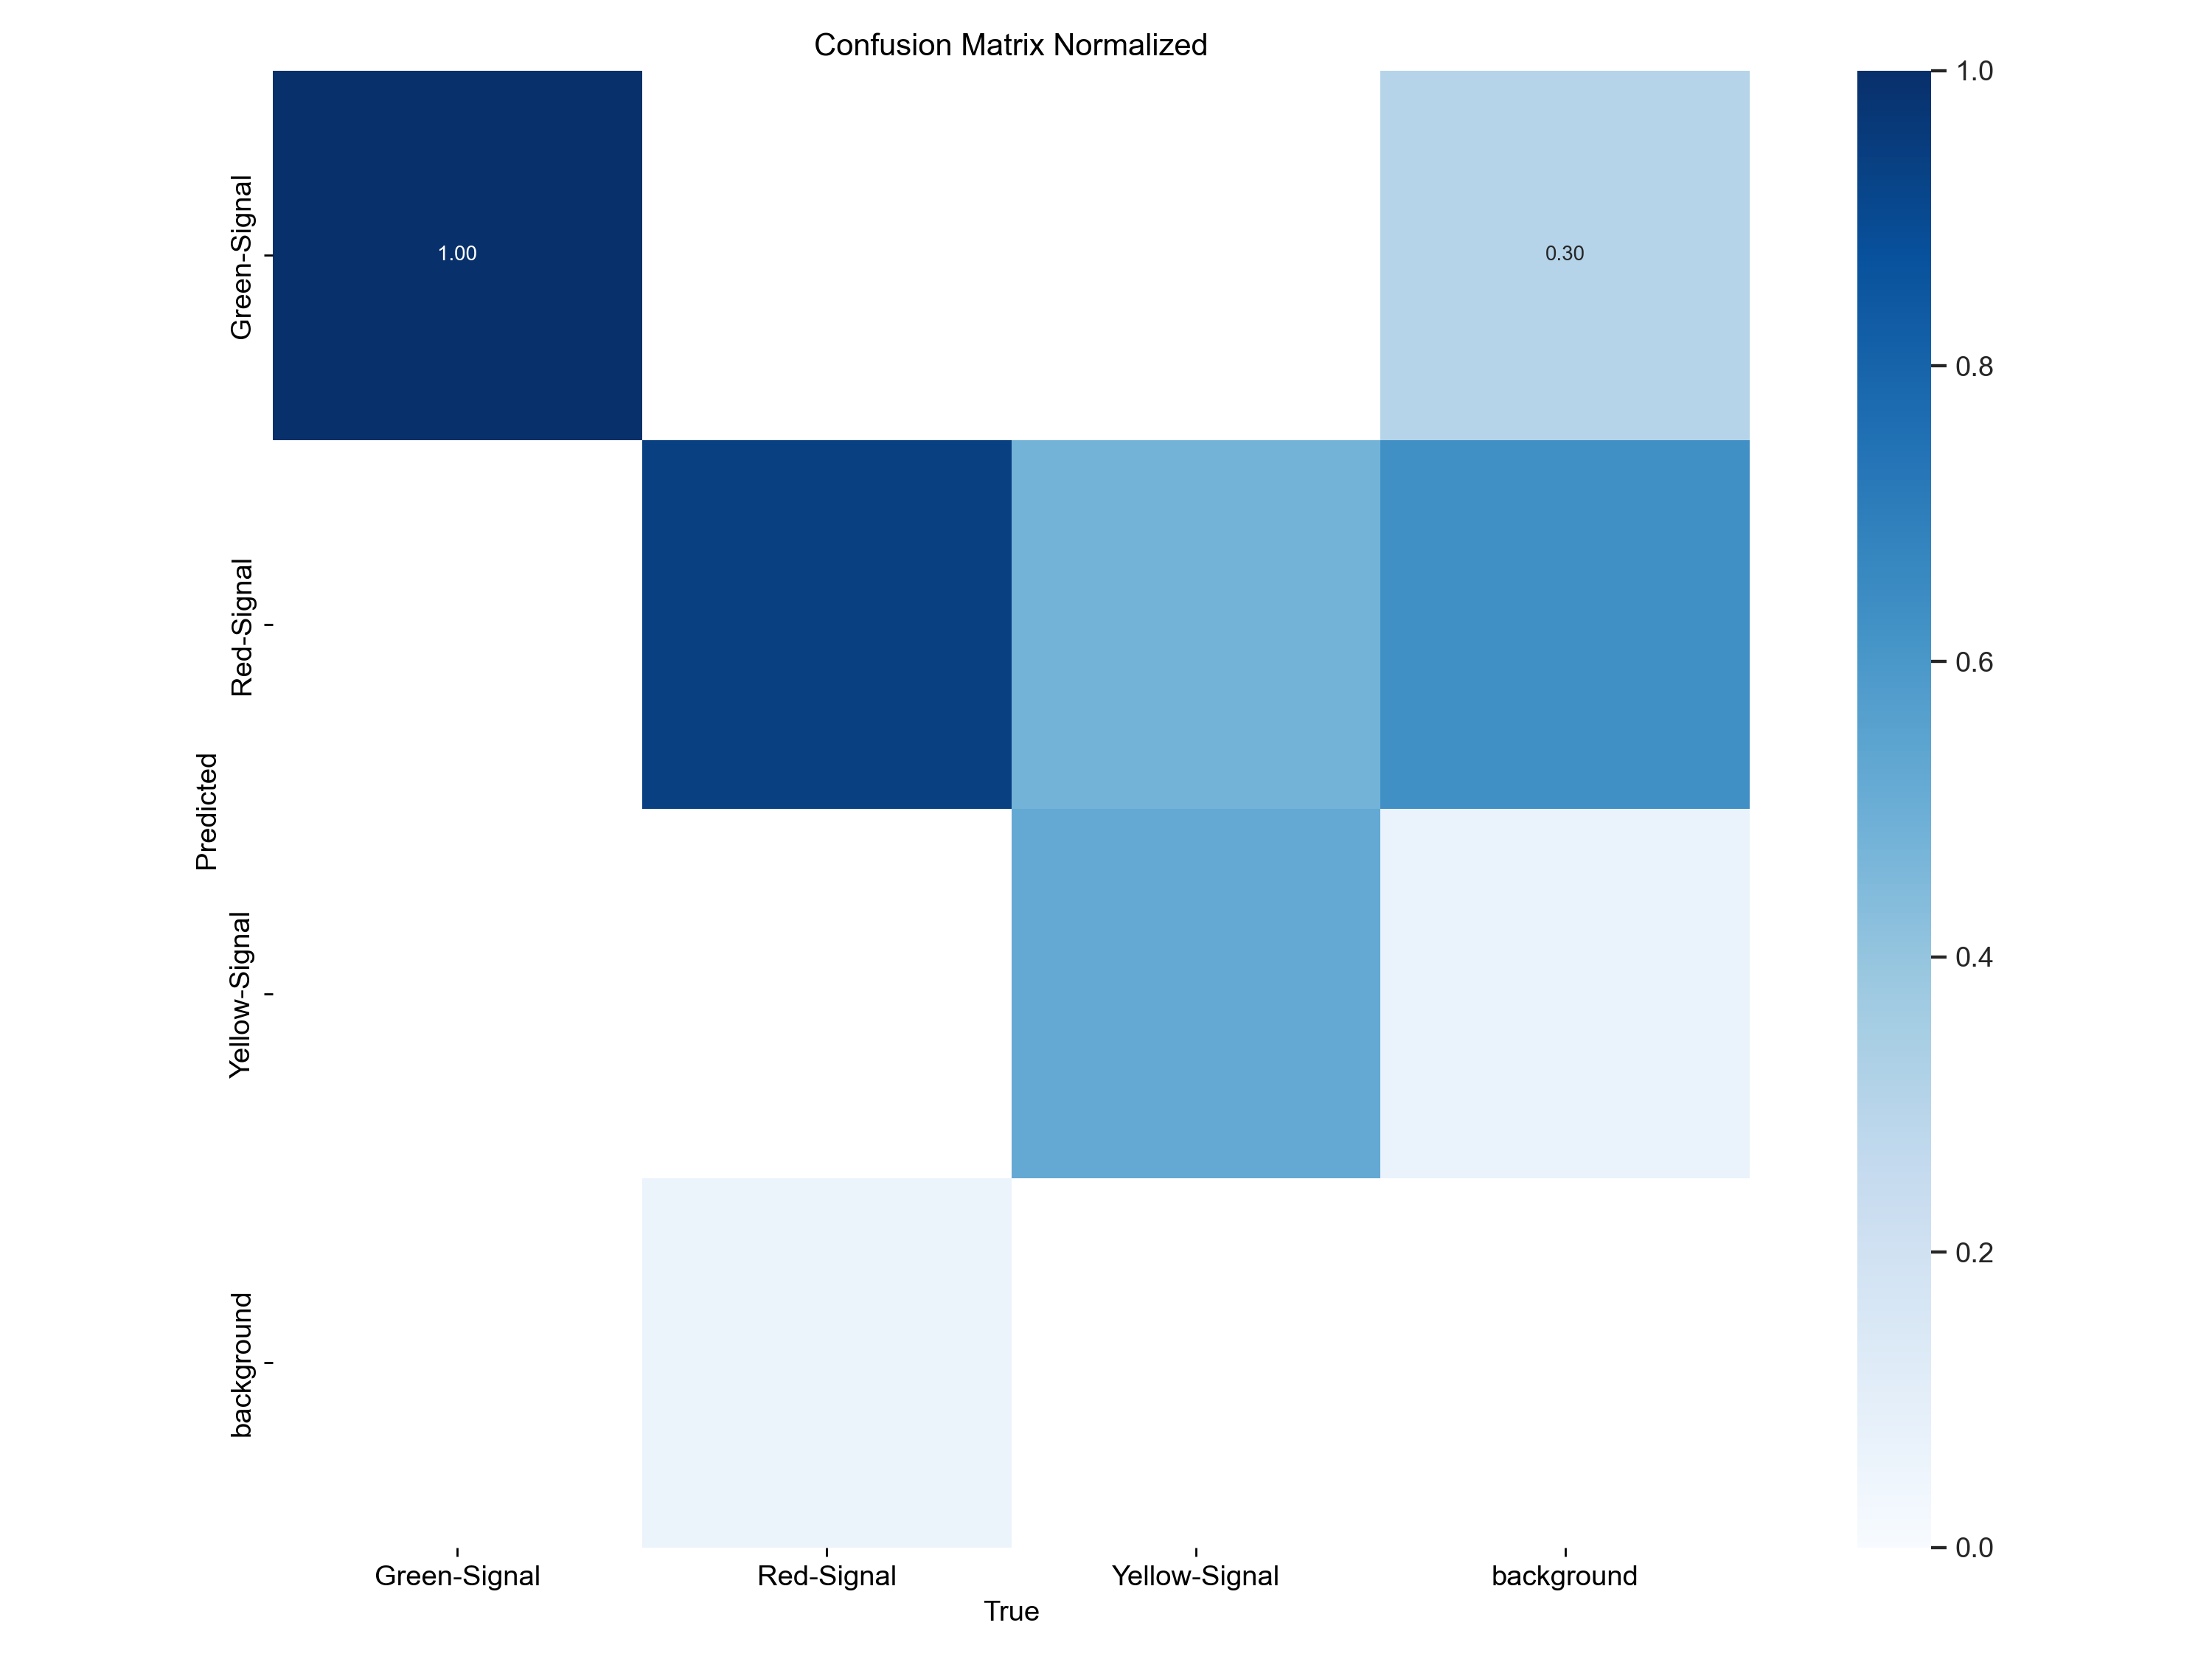 Confusion Matrix Normalized
Green-Signal
Red-Signal
Yellow-Signal
background
Predicted
1.00
0.30
Green-Signal
Red-Signal
Yellow-Signal
background
True
1.0
0.8
0.6
0.4
0.2
0.0